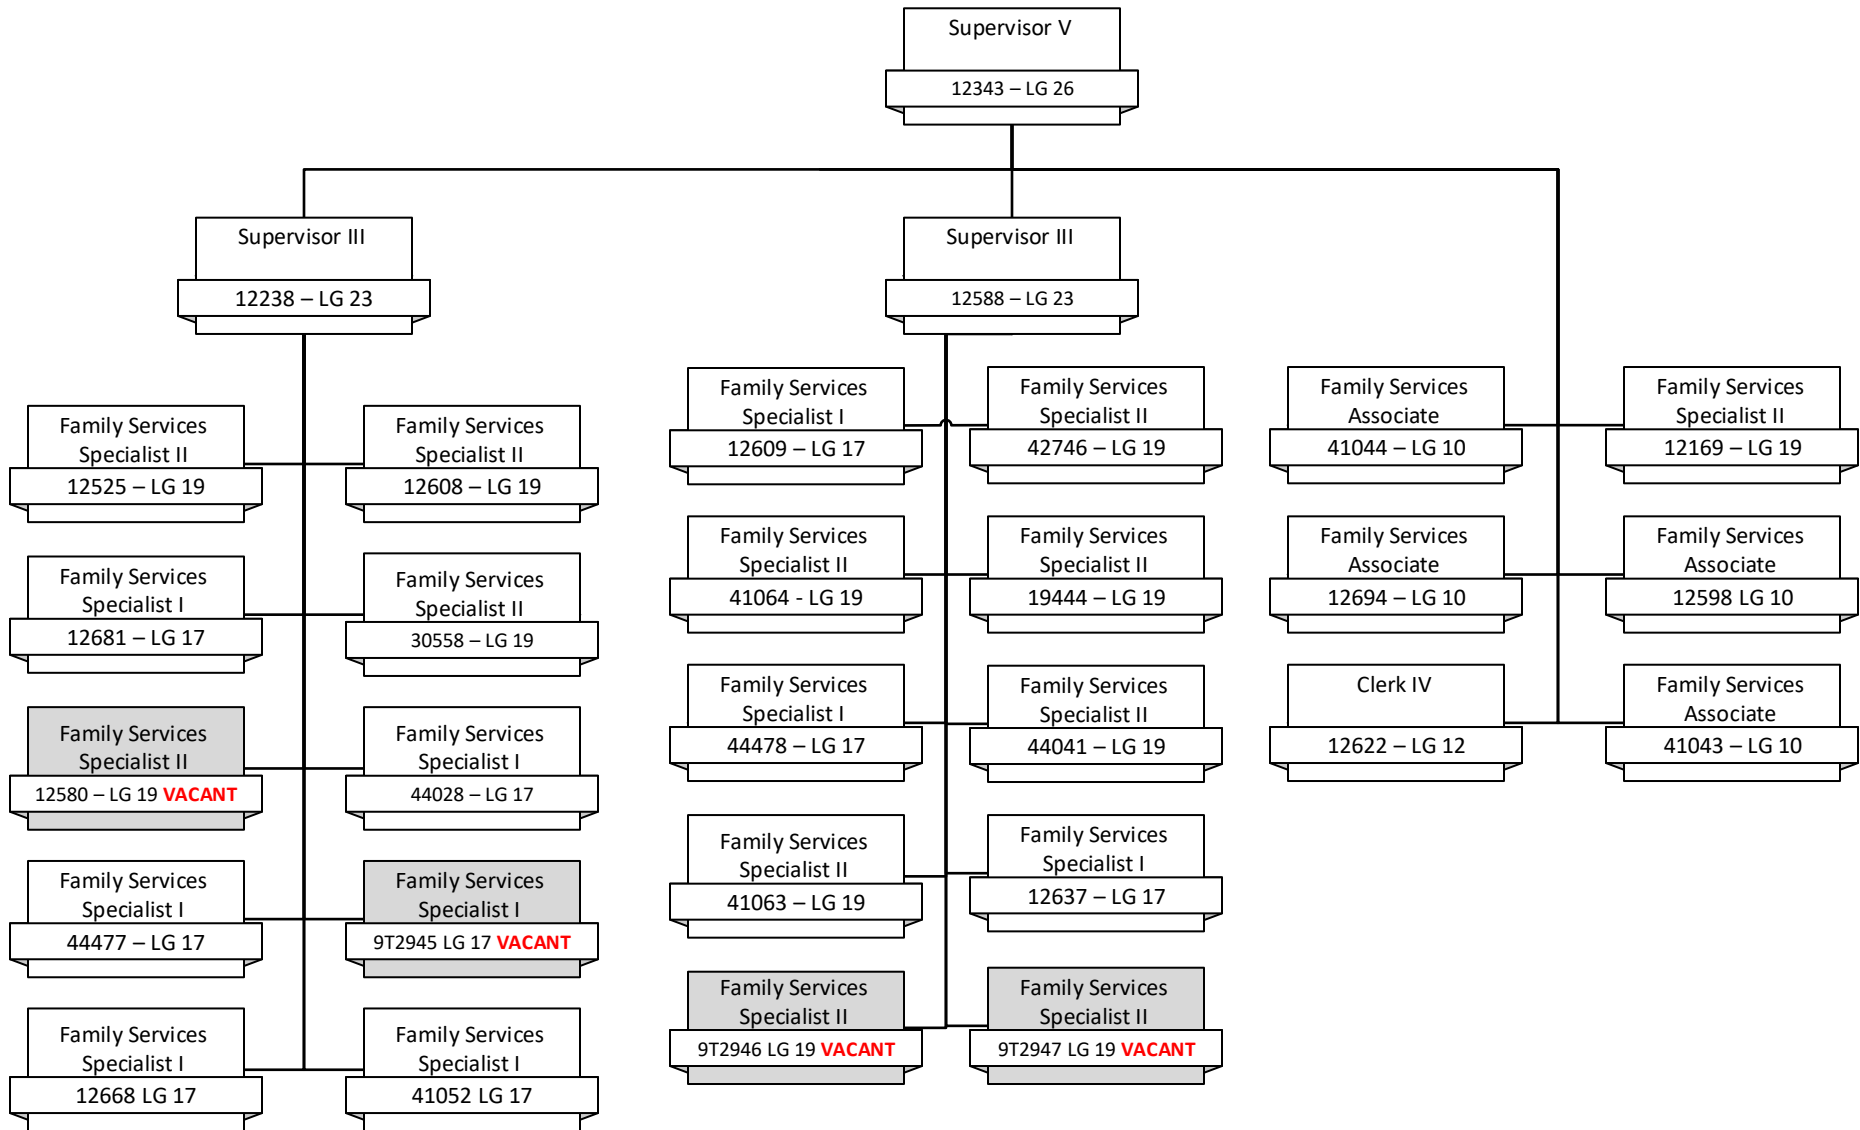 Supervisor V
12343 – LG 26
Supervisor III
12238 – LG 23
Supervisor III
12588 – LG 23
Family Services
Specialist II
12525 – LG 19
Family Services
Specialist II
12608 – LG 19
Family Services
Specialist I
12681 – LG 17
Family Services
Specialist II
30558 – LG 19
Family Services
Specialist II
12580 – LG 19 VACANT
Family Services
Specialist I
44028 – LG 17
Family Services
Specialist I
44477 – LG 17
Family Services
Specialist I
9T2945 LG 17 VACANT
Family Services
Specialist I
12668 LG 17
Family Services
Specialist I
41052 LG 17
Family Services
Specialist I
12609 – LG 17
Family Services
Specialist II
42746 – LG 19
Family Services
Specialist II
41064 - LG 19
Family Services
Specialist II
19444 – LG 19
Family Services
Specialist I
44478 – LG 17
Family Services
Specialist II
44041 – LG 19
Family Services
Specialist II
41063 – LG 19
Family Services
Specialist I
12637 – LG 17
Family Services
Specialist II
9T2946 LG 19 VACANT
Family Services
Specialist II
9T2947 LG 19 VACANT
Family Services
Associate
41044 – LG 10
Family Services
Specialist II
12169 – LG 19
Family Services
Associate
12694 – LG 10
Family Services
Associate
12598 LG 10
Clerk IV
12622 – LG 12
Family Services
Associate
41043 – LG 10